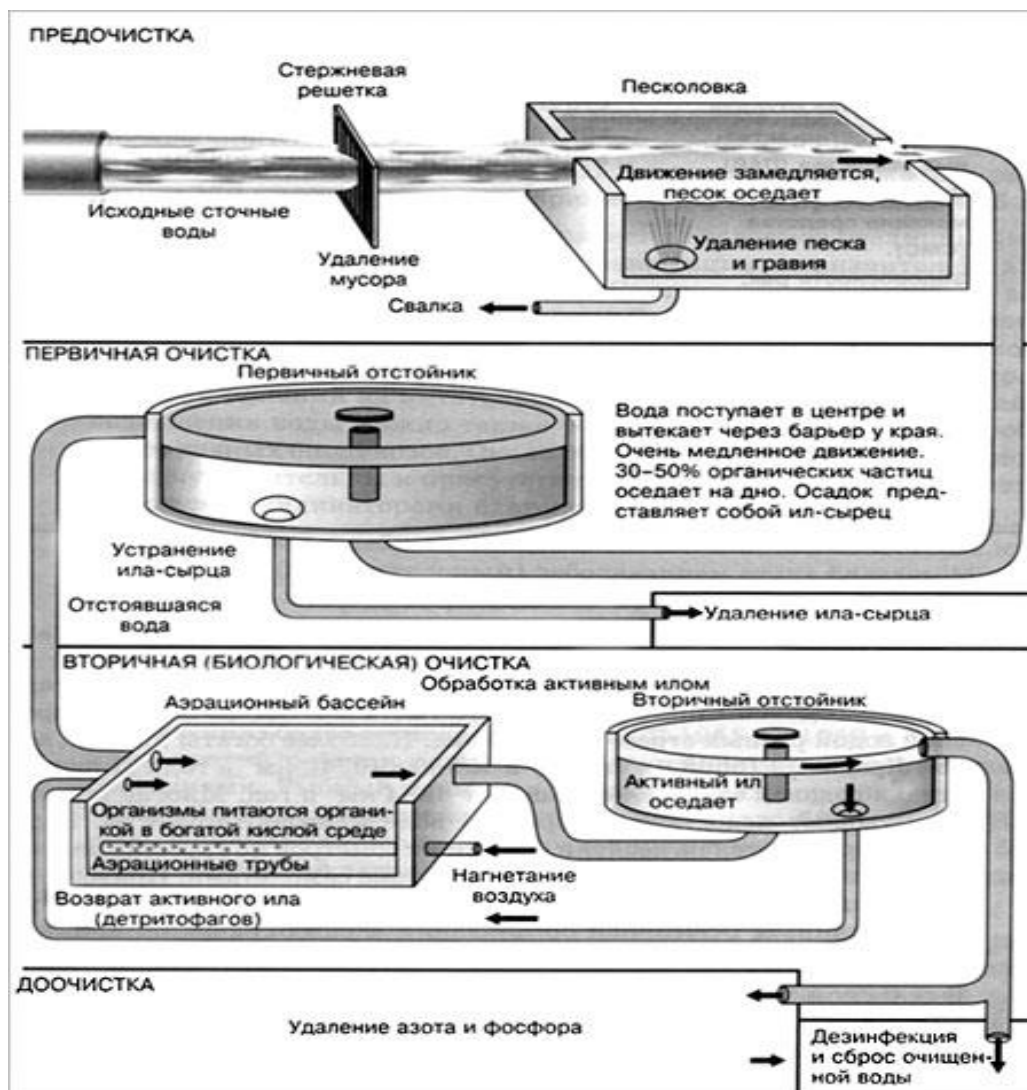 ПРЕДОЧИСТКА
Стержневая
решетка
Песколовка
Движение замедляется,
песок оседает
Исходные сточные
воды
Удаление
мусора
Удаление песка
и гравия
Свалка
ПЕРВИЧНАЯ ОЧИСТКА
Первичный отстойник
Вода поступает в центре и
вытекает через барьер у края.
Очень медленное движение.
30–50% органических частиц
оседает на дно. Осадок пред-
ставляет собой ил-сырец
Устранение
ила-сырца
Отстоявшаяся
вода
Удаление ила-сырца
ВТОРИЧНАЯ (БИОЛОГИЧЕСКАЯ) ОЧИСТКА
Обработка активным илом
Аэрационный бассейн
Вторичный отстойник
Активный ил
оседает
Организмы питаются органи-
кой в богатой кислой среде
Аэрационные трубы
Нагнетание
воздуха
Возврат активного ила
(детритофагов)
ДООЧИСТКА
Удаление азота и фосфора
Дезинфекция
и сброс очищен-
ной воды